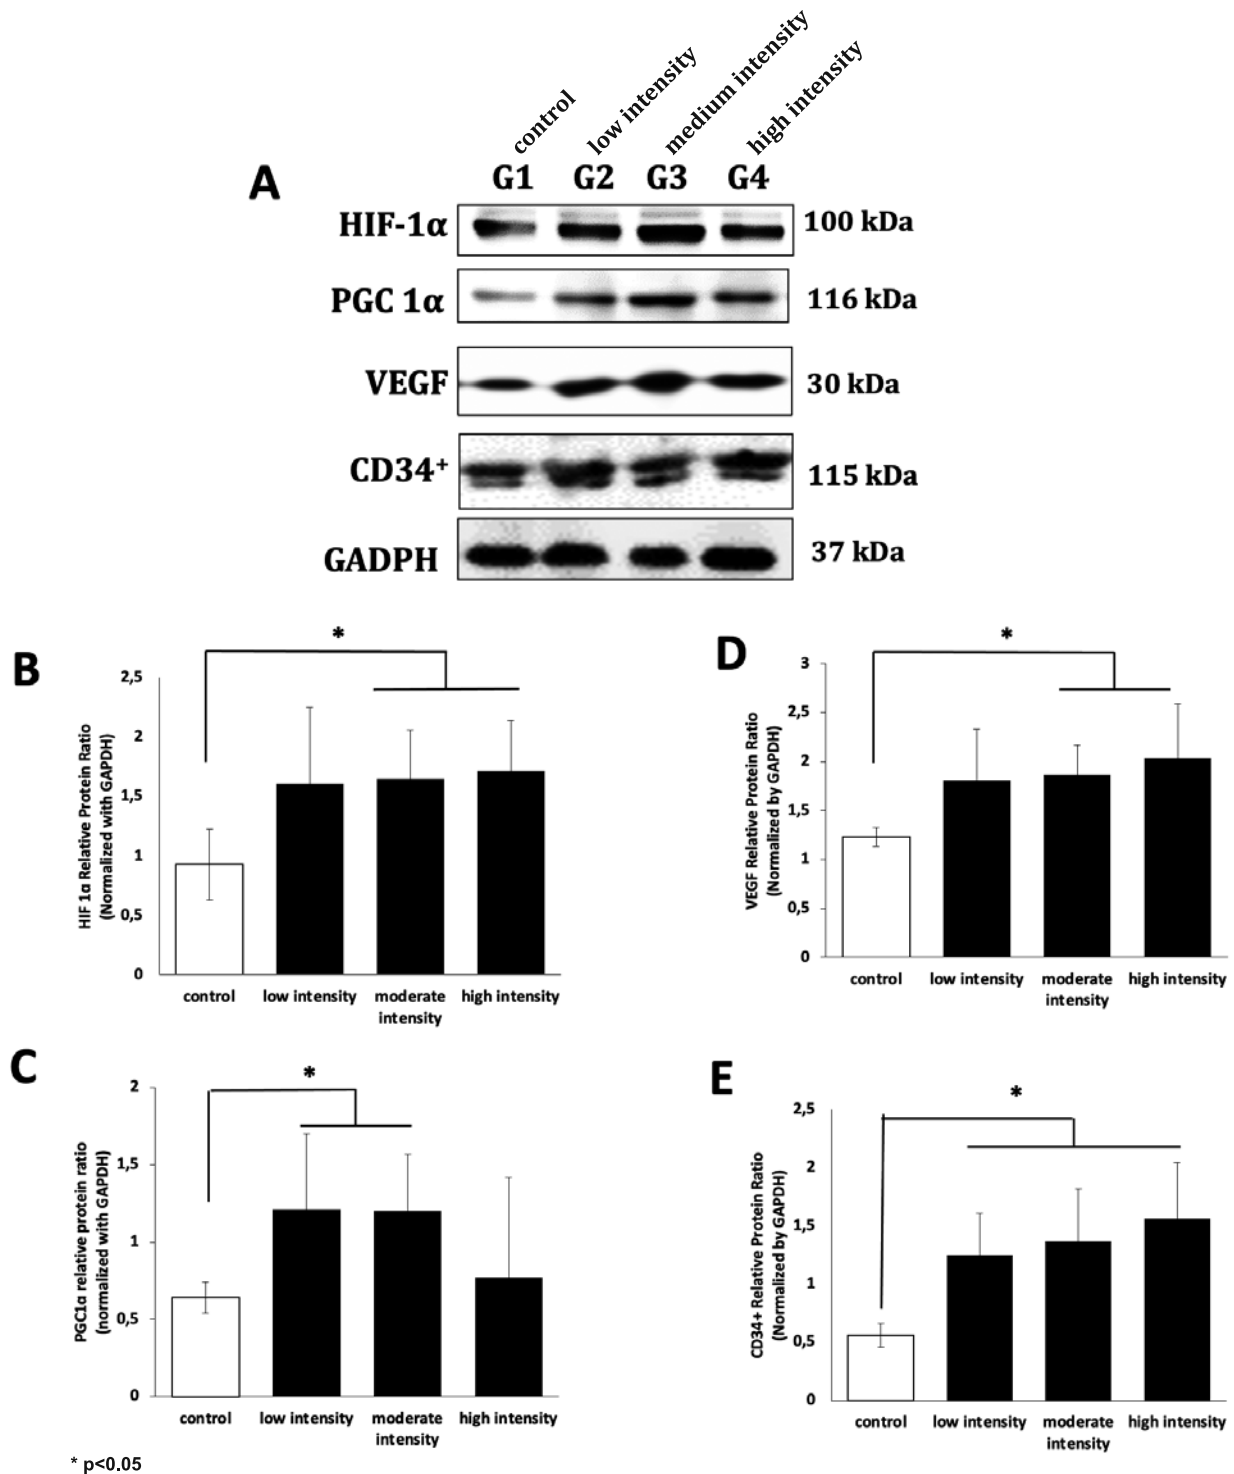 control
low intensity
medium intensity
high intensity
A
G1 G2 G3 G4
HIF-1α 100 kDa
PGC 1α 116 kDa
VEGF 30 kDa
CD34⁺ 115 kDa
GADPH 37 kDa
B
*
HIF 1α Relative Protein Ratio
(Normalized with GAPDH)
2,5
2
1,5
1
0,5
0
control low intensity moderate intensity high intensity
D
*
VEGF Relative Protein Ratio
(Normalized by GAPDH)
3
2,5
2
1,5
1
0,5
0
control low intensity moderate intensity high intensity
C
*
PGC1α relative protein ratio
(normalized with GAPDH)
2
1,5
1
0,5
0
control low intensity moderate intensity high intensity
E
*
CD34+ Relative Protein Ratio
(Normalized by GAPDH)
2,5
2
1,5
1
0,5
0
control low intensity moderate intensity high intensity
* p<0.05